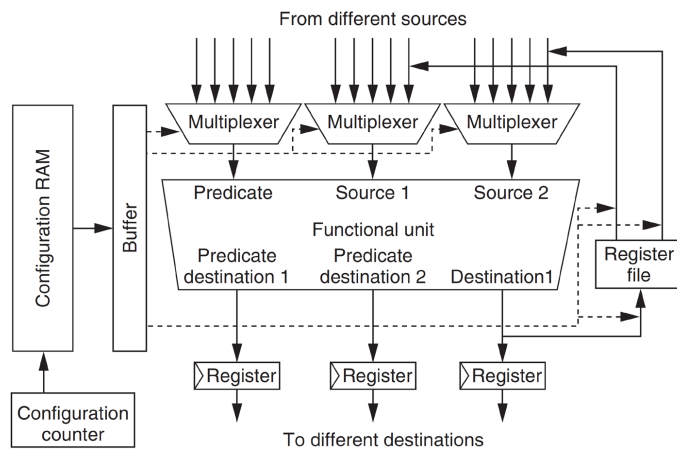 From different sources
Multiplexer
Multiplexer
Multiplexer
Configuration RAM
Buffer
Predicate
Source 1
Source 2
Functional unit
Predicate
destination 1
Predicate
destination 2
Destination1
Register
file
Register
Register
Register
Configuration
counter
To different destinations